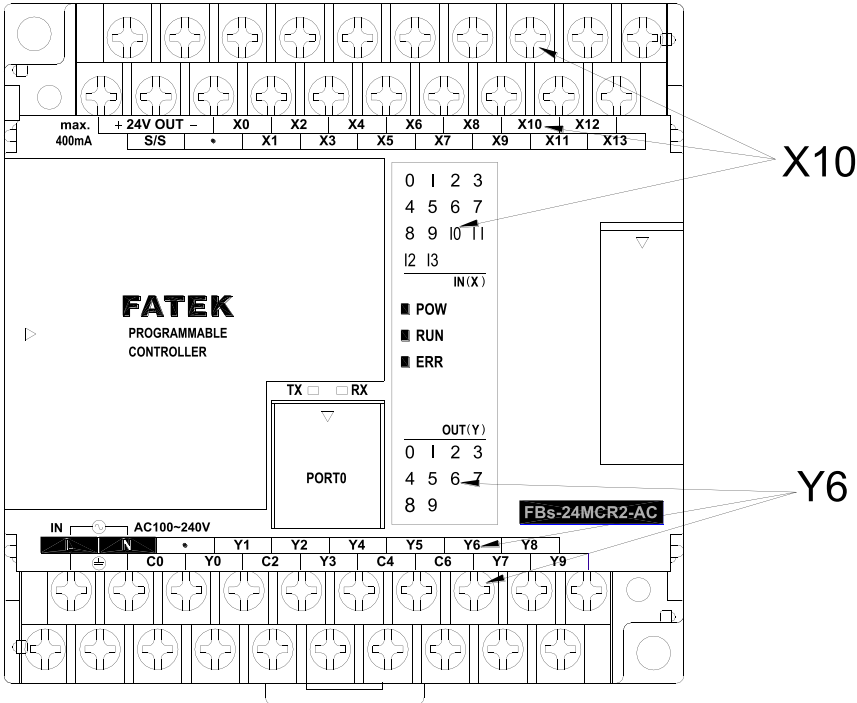 max. + 24V OUT – X0 X2 X4 X6 X8 X10 X12
400mA S/S • X1 X3 X5 X7 X9 X11 X13
X10
0 1 2 3
4 5 6 7
8 9 10 11
12 13
IN(X)
POW
RUN
ERR
FATEK
PROGRAMMABLE
CONTROLLER
TX RX
PORT0
OUT(Y)
0 1 2 3
4 5 6 7
8 9
Y6
FBs-24MCR2-AC
IN AC100~240V
L N • Y1 Y2 Y4 Y5 Y6 Y8
C0 Y0 C2 Y3 C4 C6 Y7 Y9